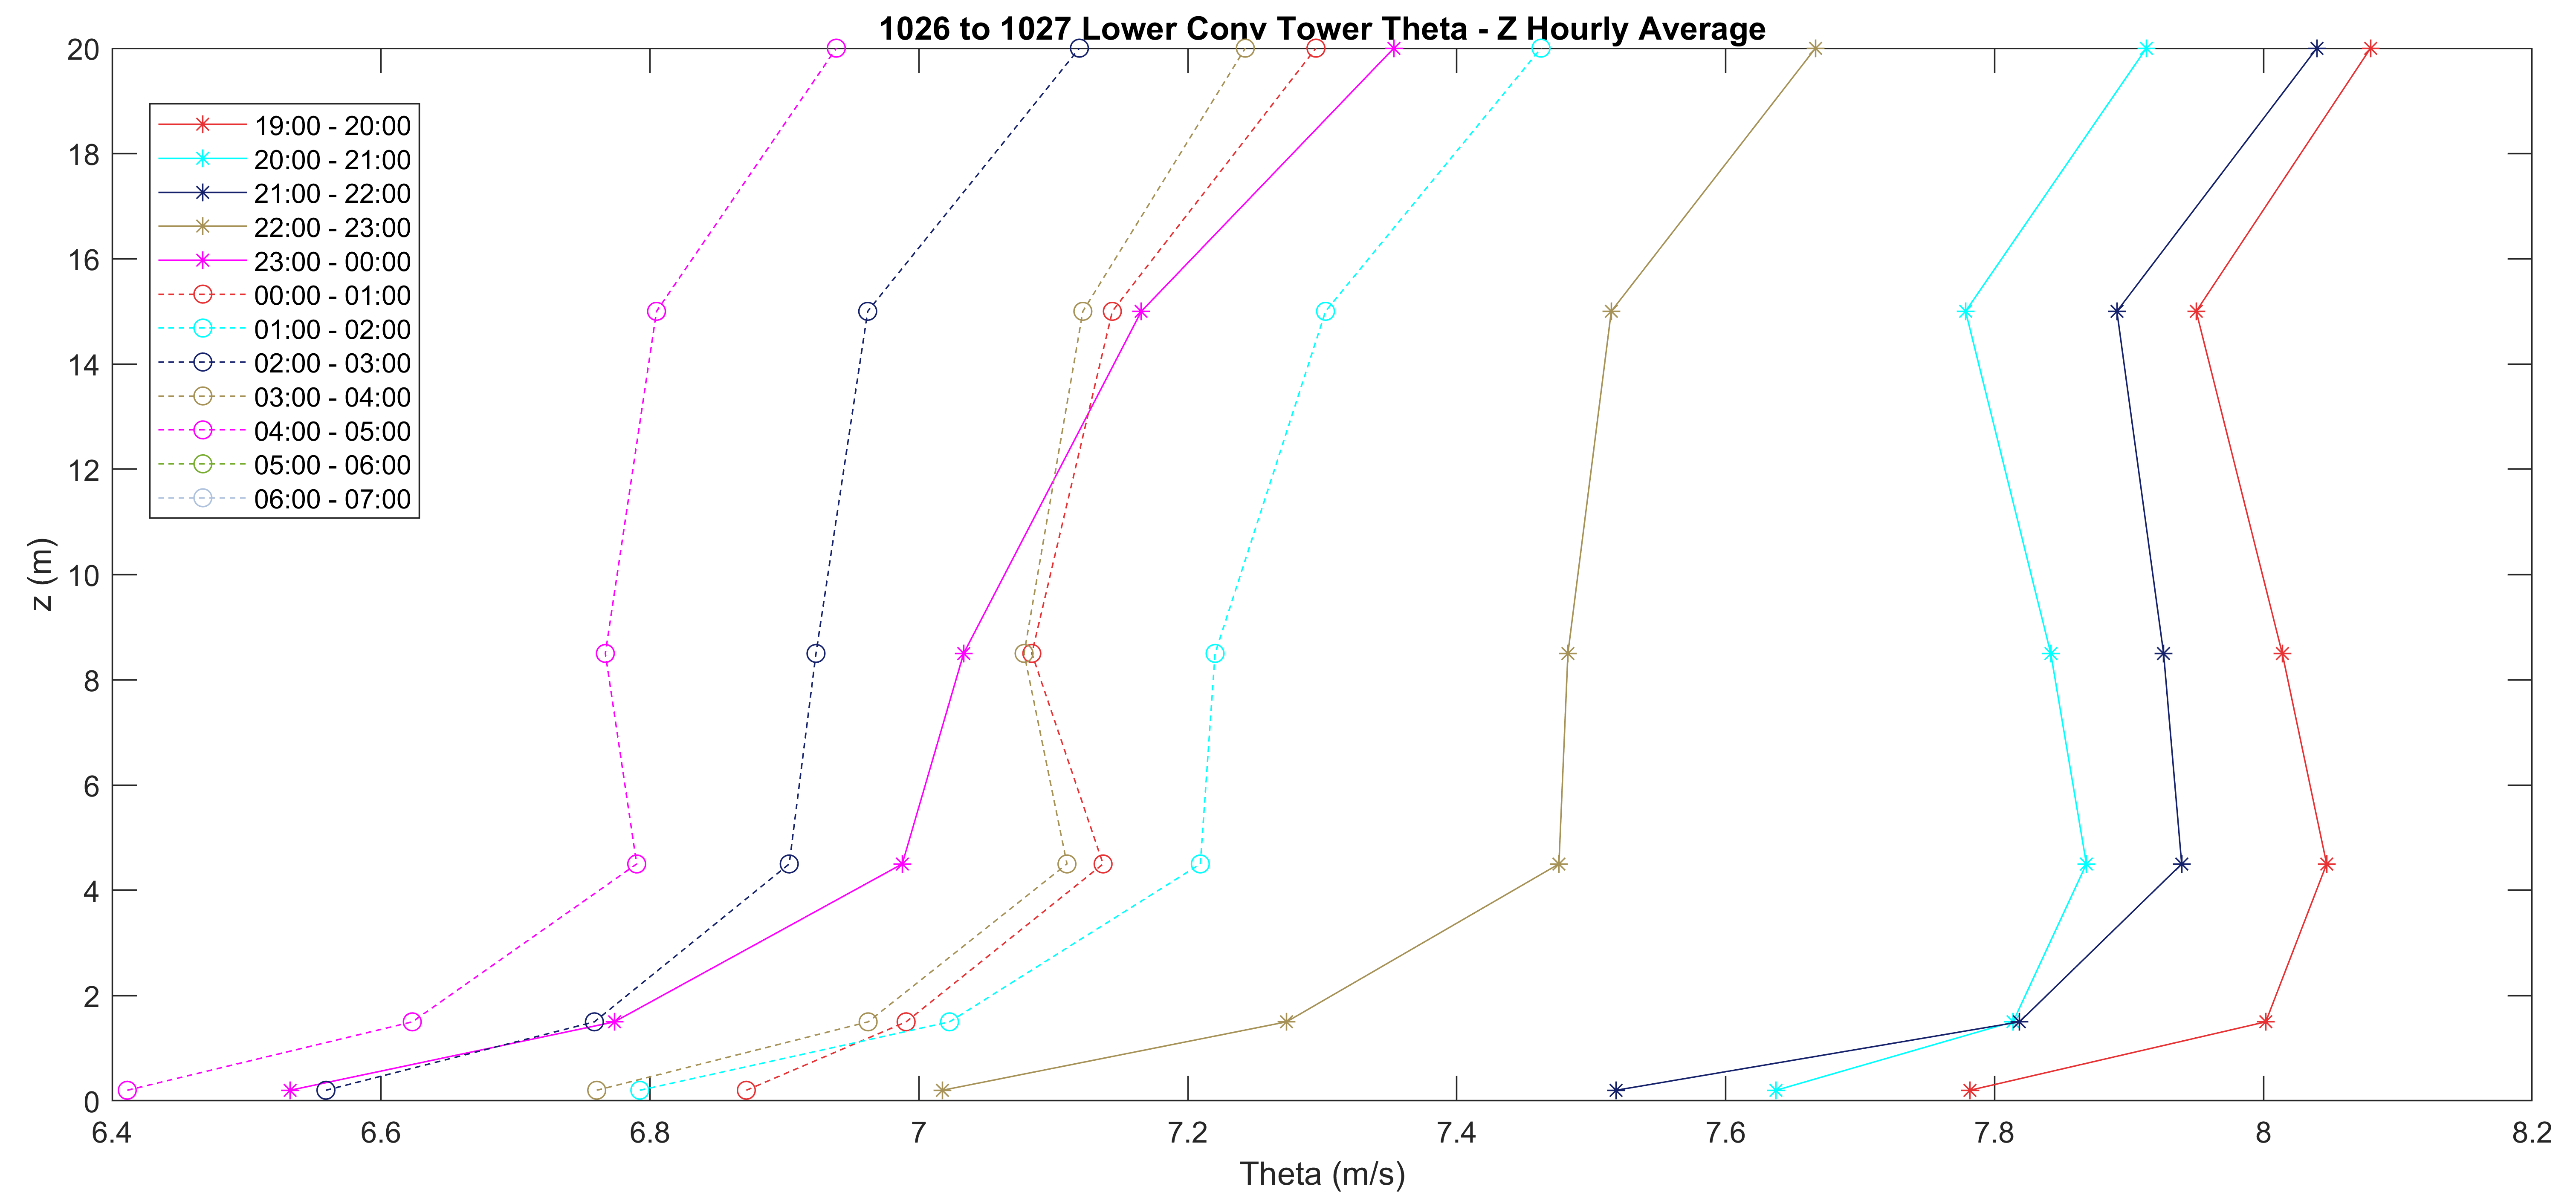 1026 to 1027 Lower Conv Tower Theta - Z Hourly Average
20
18
16
14
12
10
8
6
4
2
0
z (m)
19:00 - 20:00
20:00 - 21:00
21:00 - 22:00
22:00 - 23:00
23:00 - 00:00
00:00 - 01:00
01:00 - 02:00
02:00 - 03:00
03:00 - 04:00
04:00 - 05:00
05:00 - 06:00
06:00 - 07:00
6.4 6.6 6.8 7 7.2 7.4 7.6 7.8 8 8.2
Theta (m/s)